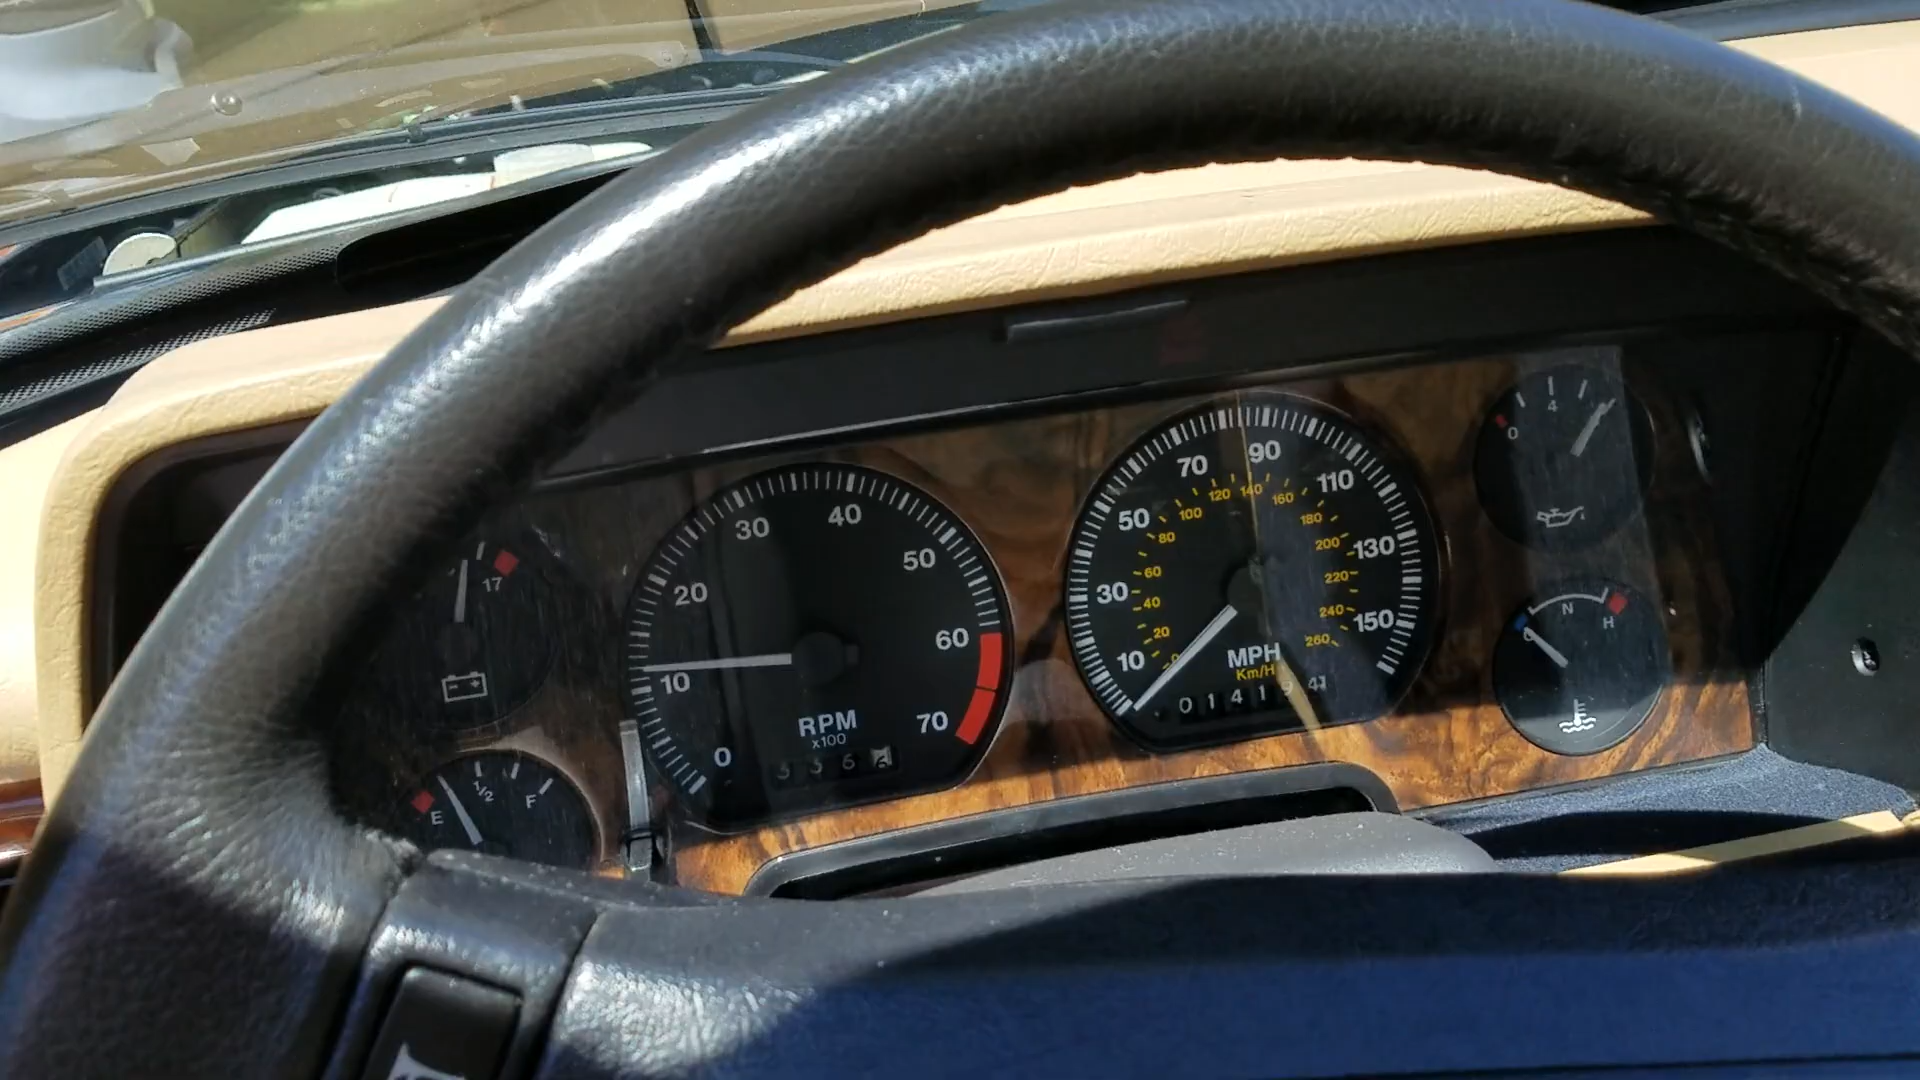 17
E 1/2 F
0 10 20 30 40 50 60 70
RPM
x100
10 30 50 70 90 110 130 150
0 20 40 60 80 100 120 140 160 180 200 220 240 260
MPH
Km/H
0 4
N
H